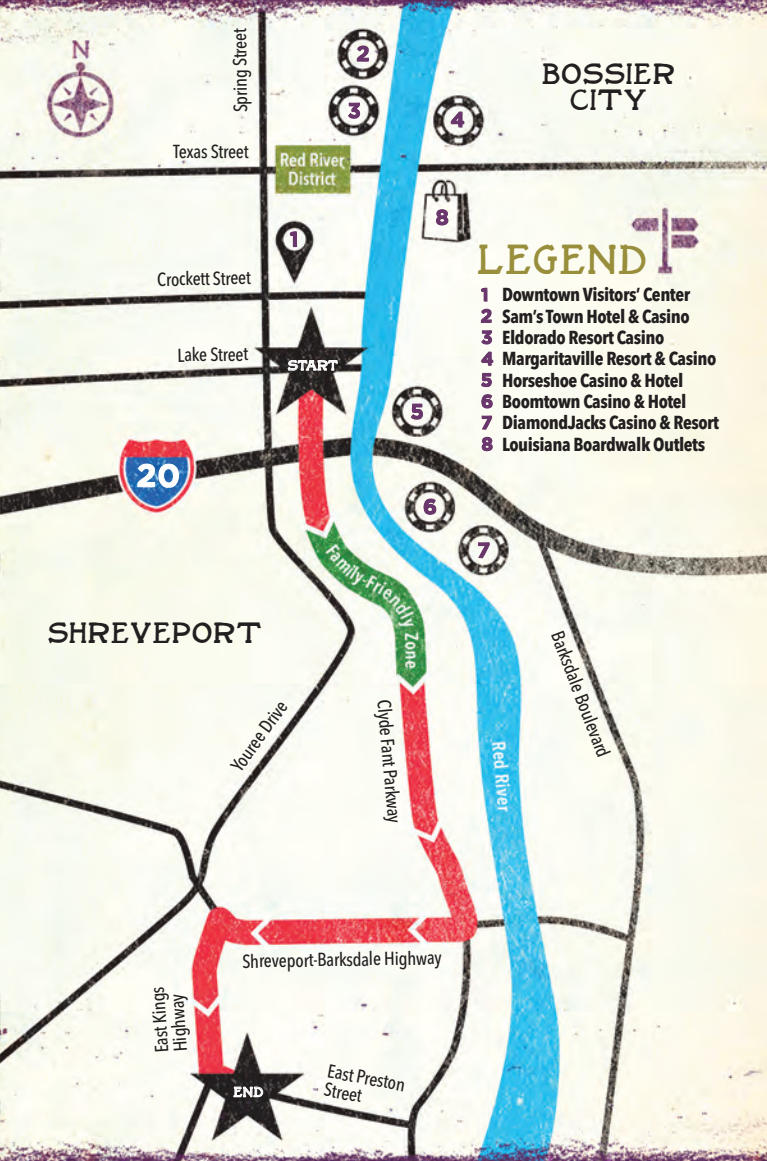 N
Spring Street
2
3
4
BOSSIER
CITY
Texas Street
Red River
District
8
1
LEGEND
Crockett Street
1 Downtown Visitors' Center
2 Sam's Town Hotel & Casino
3 Eldorado Resort Casino
4 Margaritaville Resort & Casino
5 Horseshoe Casino & Hotel
6 Boomtown Casino & Hotel
7 DiamondJacks Casino & Resort
8 Louisiana Boardwalk Outlets
Lake Street
START
5
20
6
7
Family-Friendly Zone
SHREVEPORT
Barksdale Boulevard
Youree Drive
Clyde Fant Parkway
Red River
Shreveport-Barksdale Highway
East Kings
Highway
END
East Preston
Street